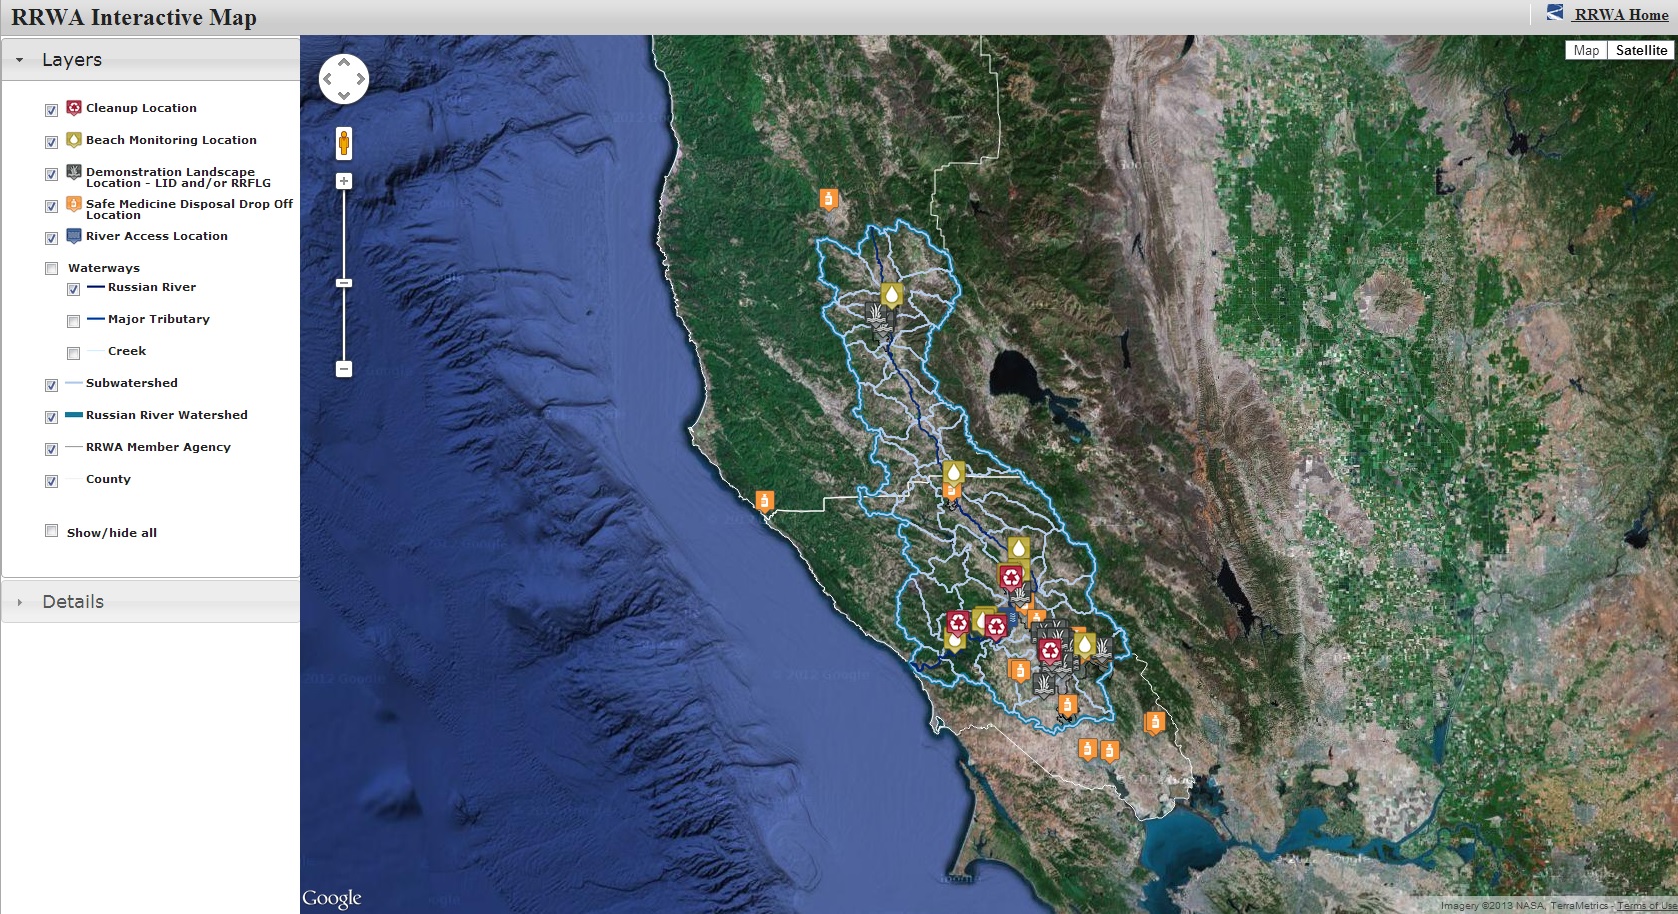 RRWA Interactive Map
RRWA Home
Layers
Cleanup Location
Beach Monitoring Location
Demonstration Landscape
Location - LID and/or RRFLG
Safe Medicine Disposal Drop Off
Location
River Access Location
Waterways
Russian River
Major Tributary
Creek
Subwatershed
Russian River Watershed
RRWA Member Agency
County
Show/hide all
Details
Map
Satellite
© 2012 Google
Google
Imagery ©2013 NASA, TerraMetrics - Terms of Use